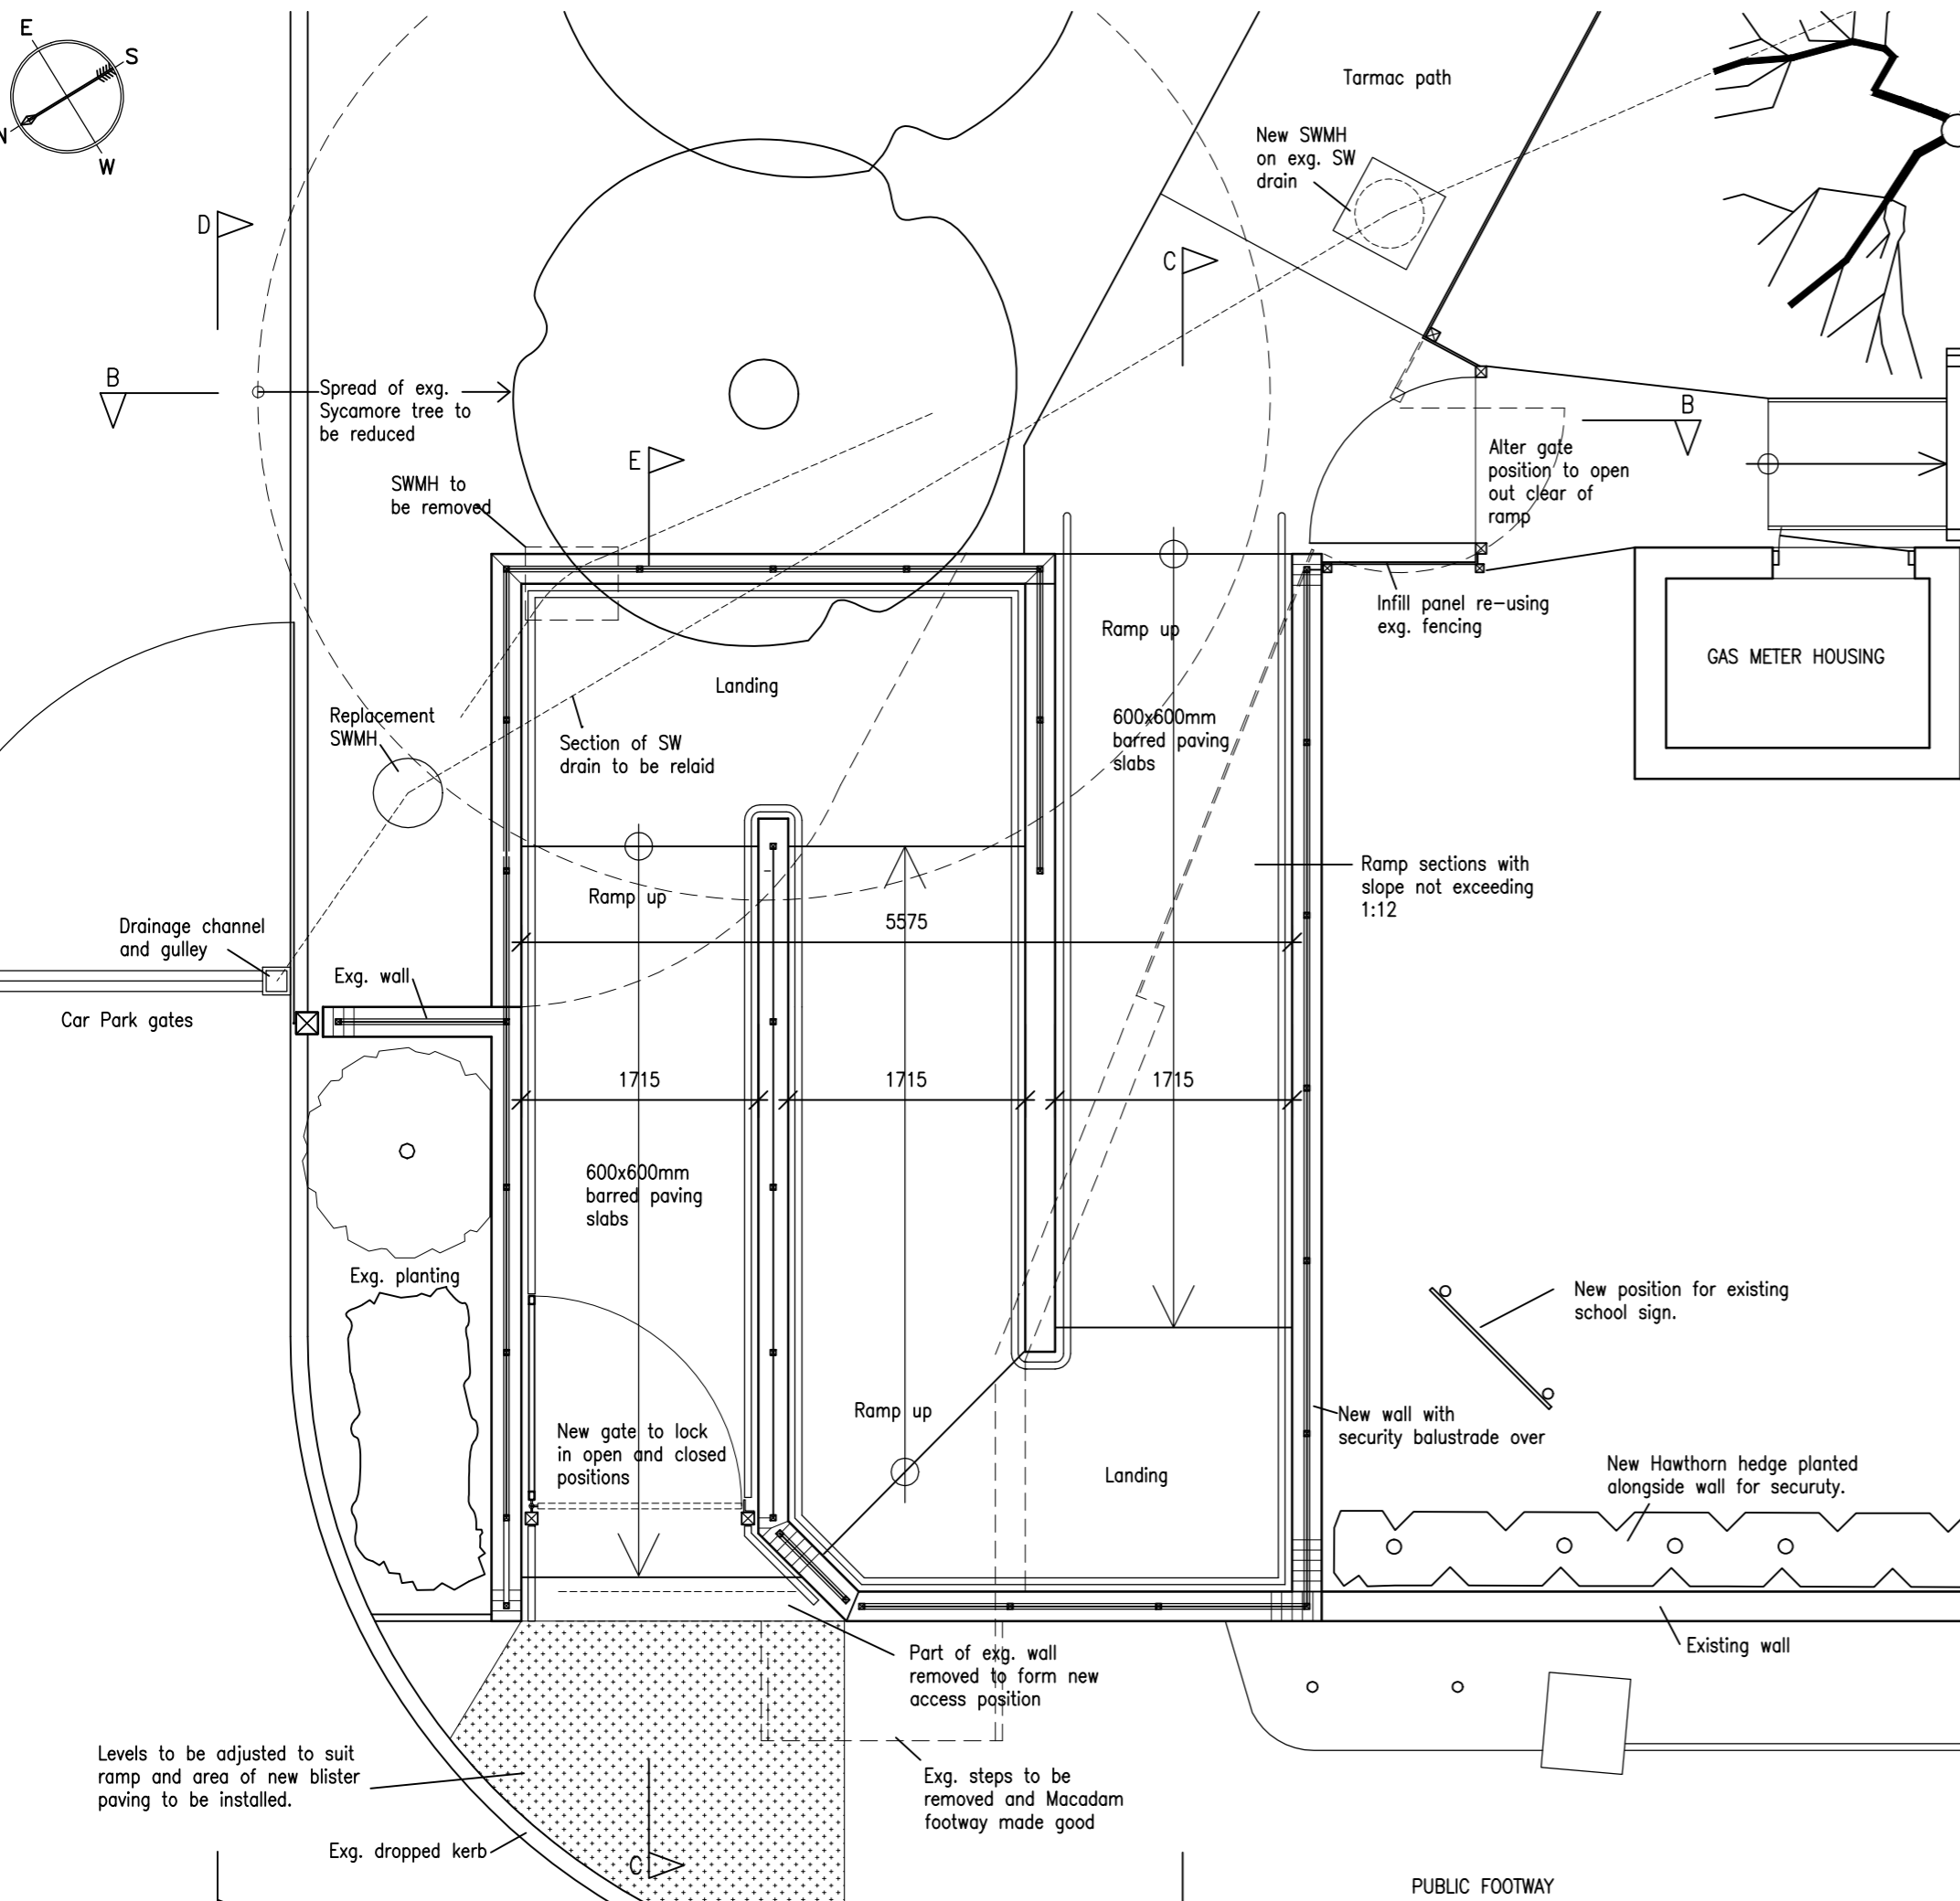 E
S
N
W
Tarmac path
New SWMH
on exg. SW
drain
D
C
B
Spread of exg.
Sycamore tree to
be reduced
B
E
Alter gate
position to open
out clear of
ramp
SWMH to
be removed
Infill panel re-using
exg. fencing
Ramp up
GAS METER HOUSING
Landing
Replacement
SWMH
Section of SW
drain to be relaid
600x600mm
barred paving
slabs
Ramp up
Ramp sections with
slope not exceeding
1:12
5575
Drainage channel
and gulley
Exg. wall
Car Park gates
1715
1715
1715
600x600mm
barred paving
slabs
Exg. planting
New position for existing
school sign.
Ramp up
New wall with
security balustrade over
New gate to lock
in open and closed
positions
Landing
New Hawthorn hedge planted
alongside wall for securuty.
Part of exg. wall
removed to form new
access position
Existing wall
Levels to be adjusted to suit
ramp and area of new blister
paving to be installed.
Exg. steps to be
removed and Macadam
footway made good
Exg. dropped kerb
C
PUBLIC FOOTWAY